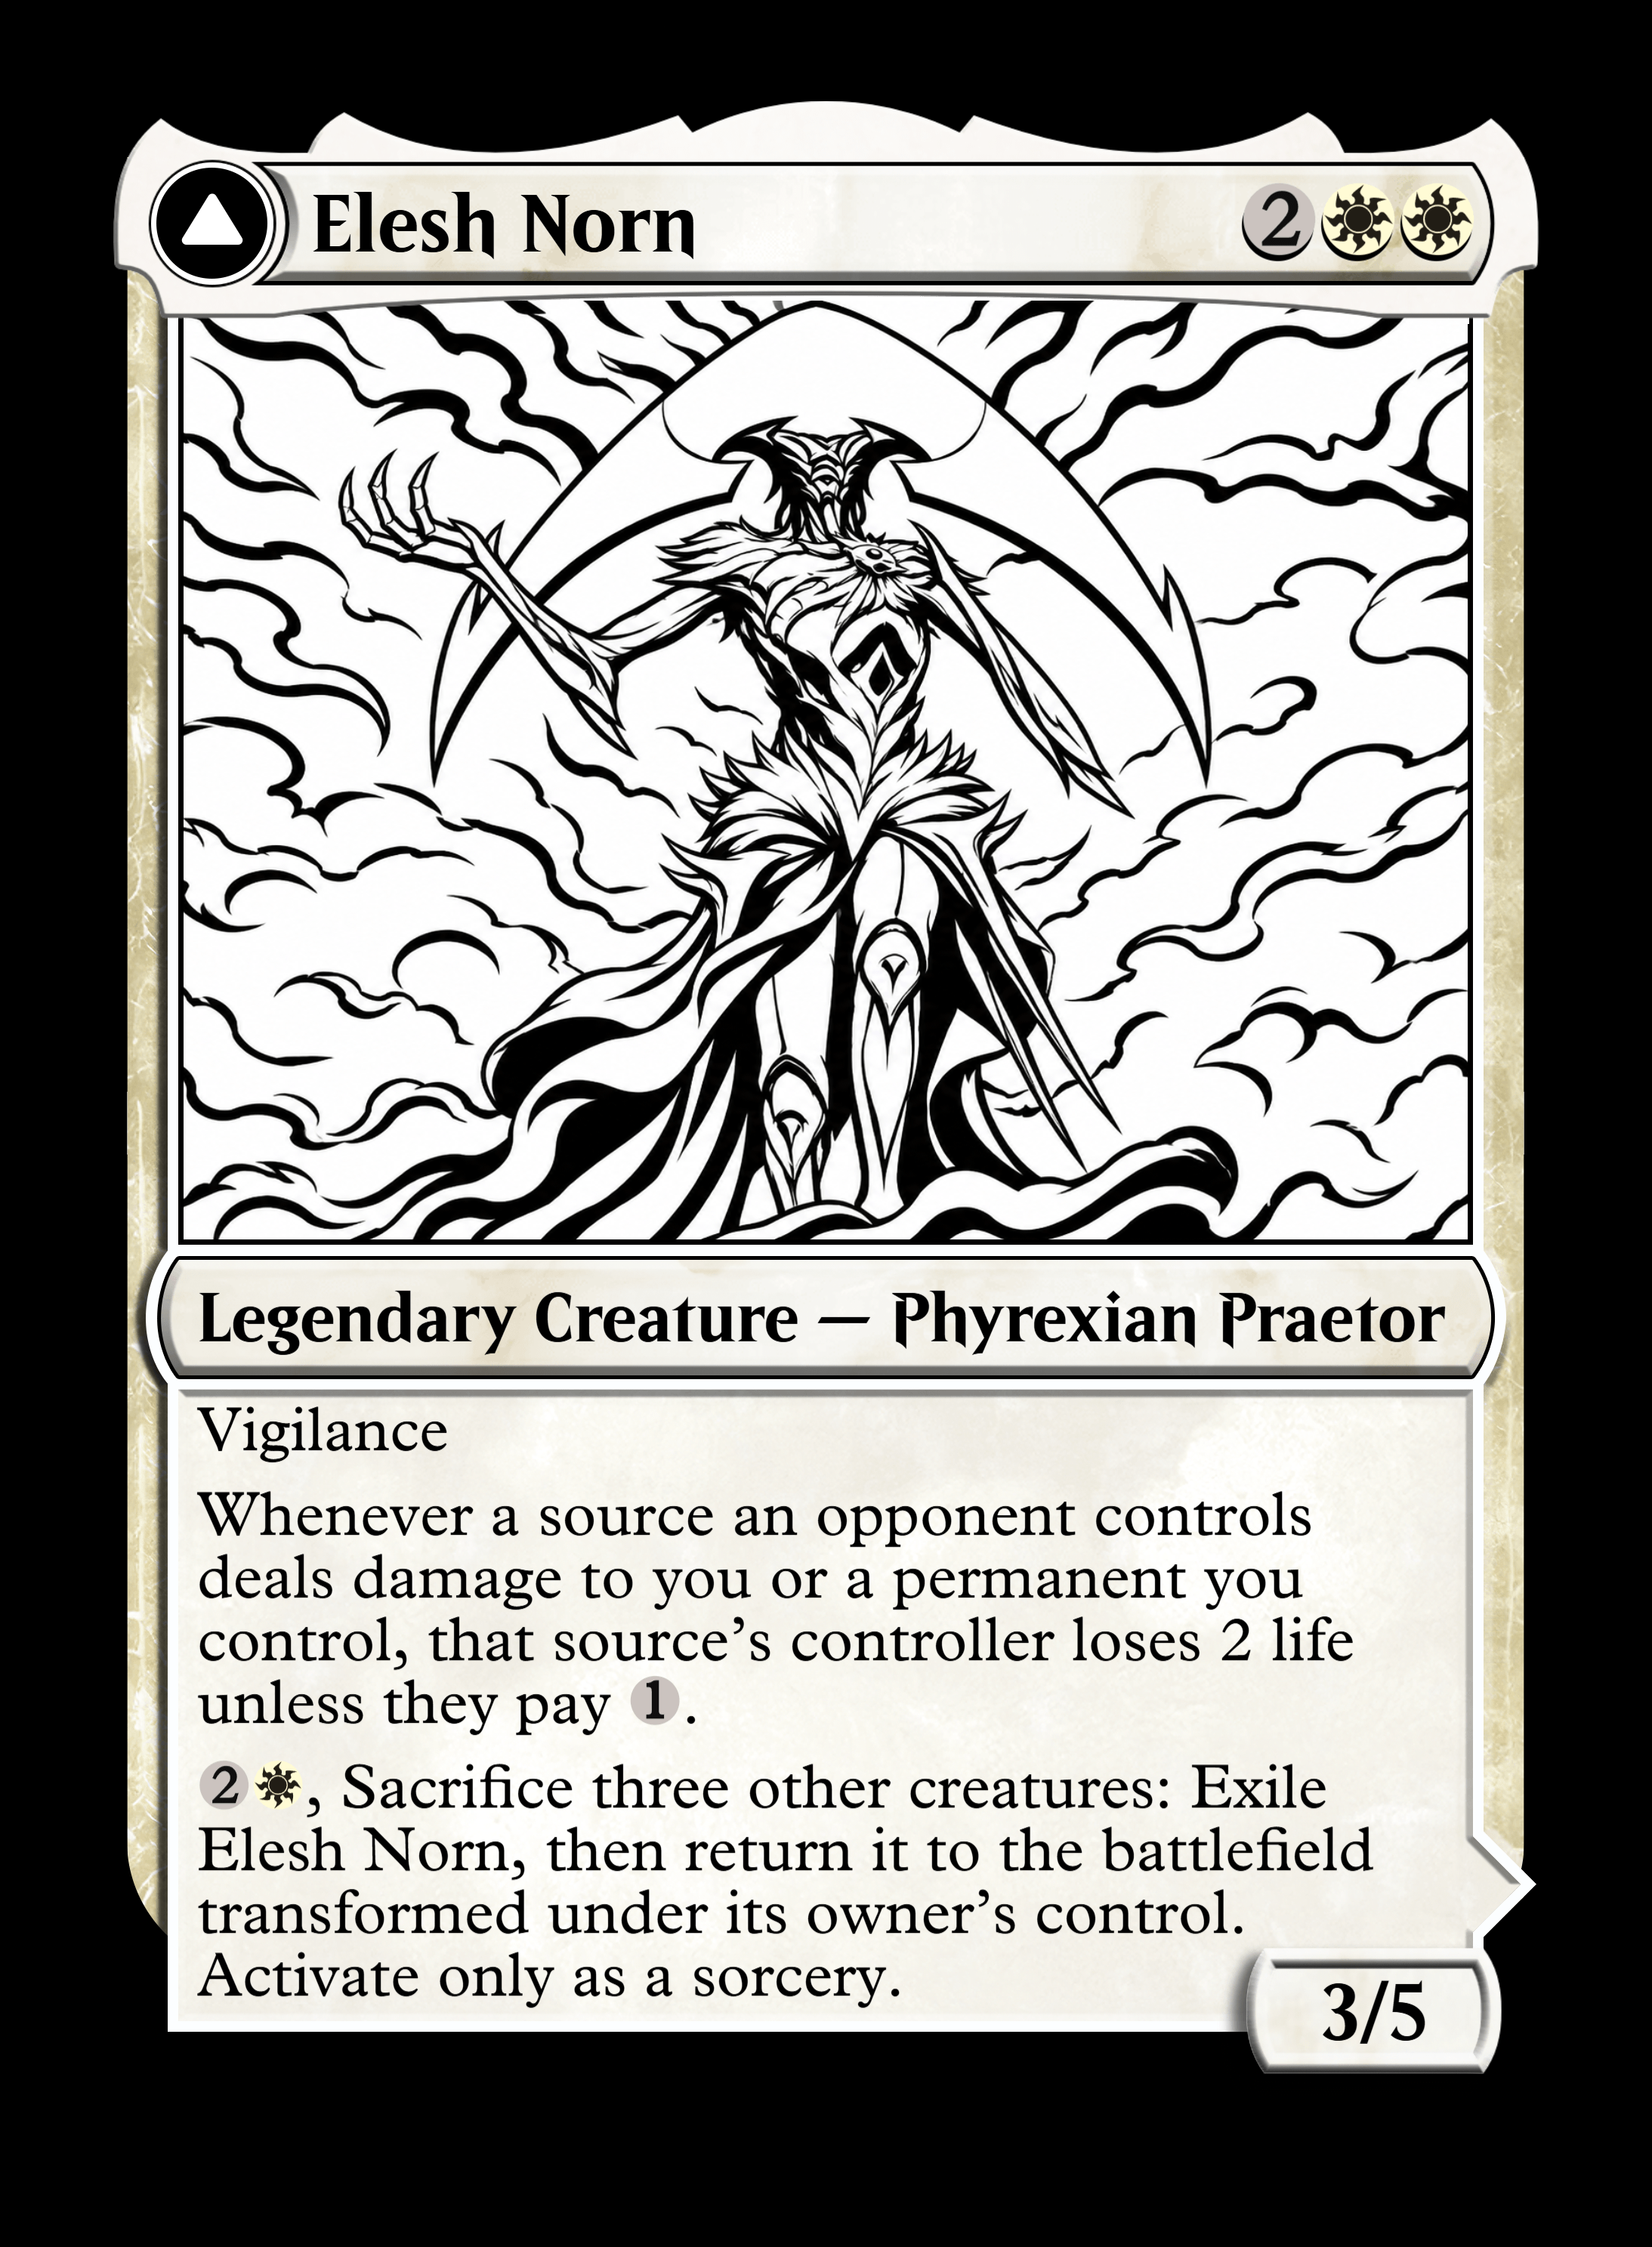 Elesh Norn 2
Legendary Creature — Phyrexian Praetor
Vigilance
Whenever a source an opponent controls
deals damage to you or a permanent you
control, that source’s controller loses 2 life
unless they pay 1.
2, Sacrifice three other creatures: Exile
Elesh Norn, then return it to the battlefield
transformed under its owner’s control.
Activate only as a sorcery.
3/5